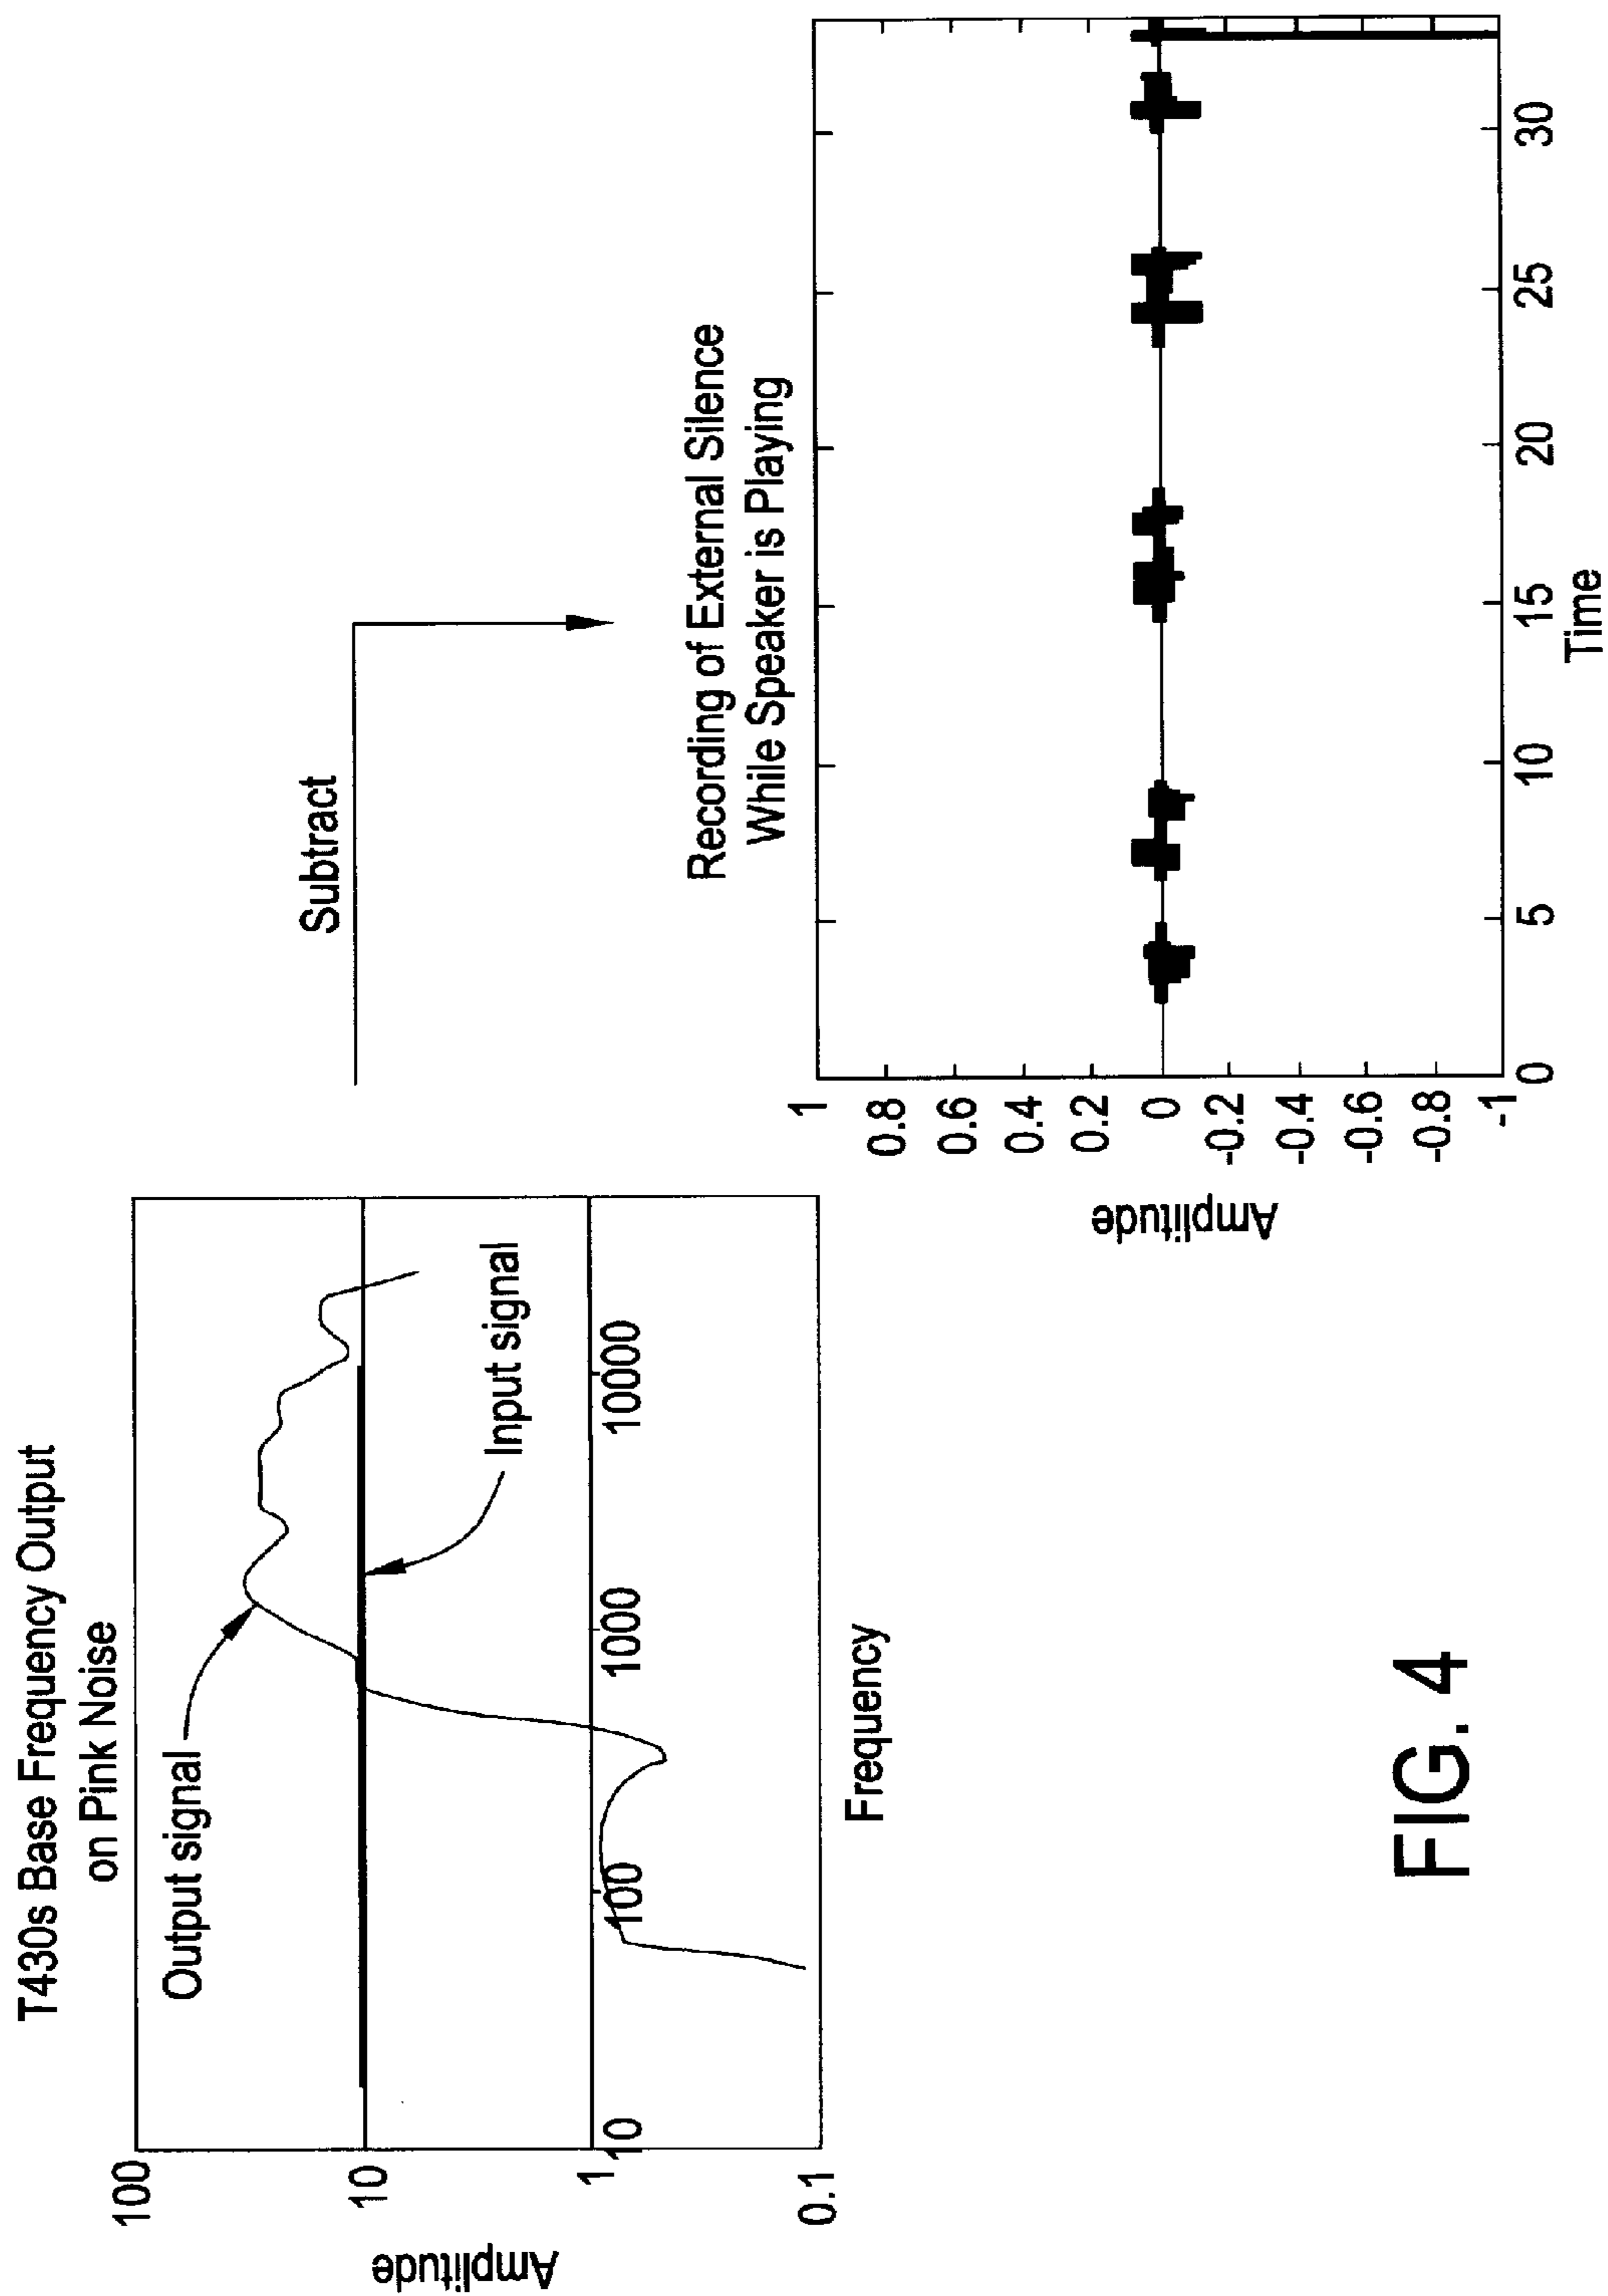 T430s Base Frequency Output
on Pink Noise
Output signal
Input signal
Amplitude
100
10
1
0.1
10
100
1000
10000
Frequency
Subtract
Recording of External Silence
While Speaker is Playing
Amplitude
1
0.8
0.6
0.4
0.2
0
-0.2
-0.4
-0.6
-0.8
-1
0
5
10
15
20
25
30
Time
FIG. 4